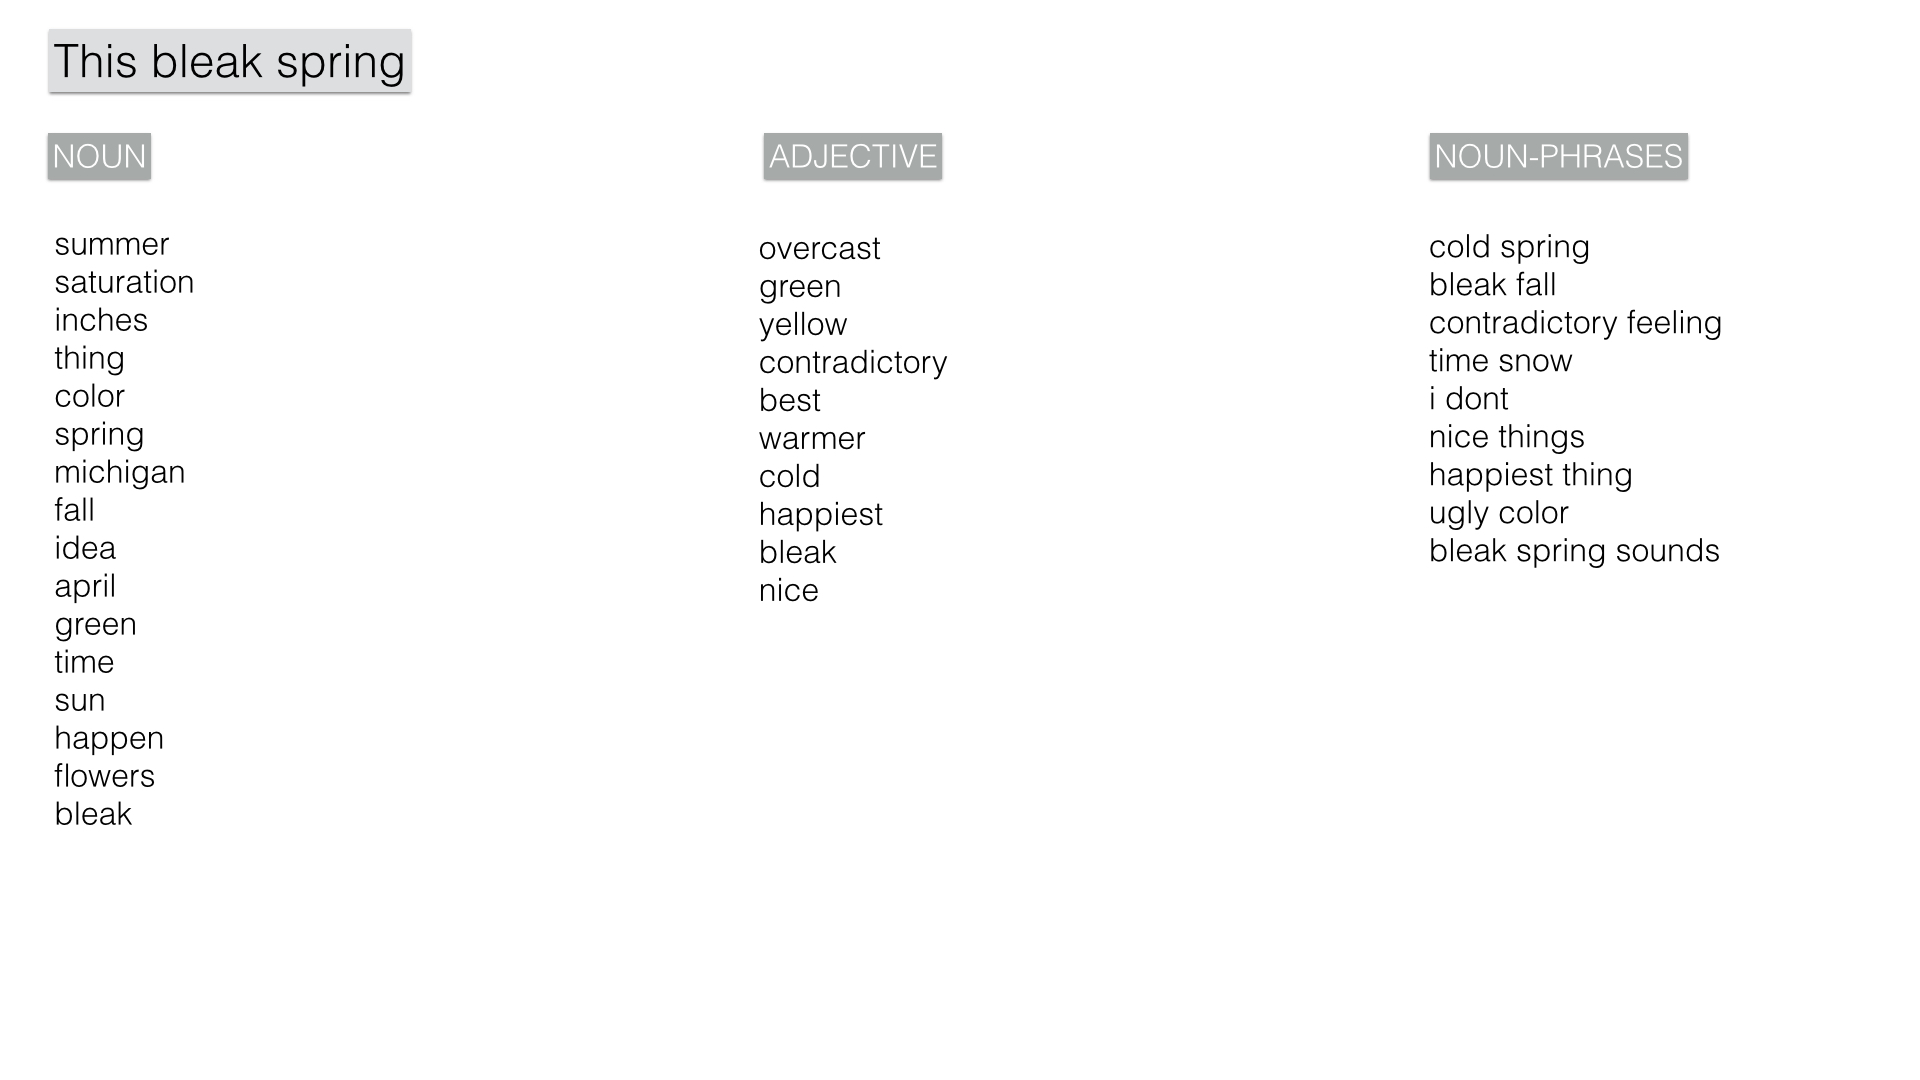 This bleak spring
NOUN
summer
saturation
inches
thing
color
spring
michigan
fall
idea
april
green
time
sun
happen
flowers
bleak
ADJECTIVE
overcast
green
yellow
contradictory
best
warmer
cold
happiest
bleak
nice
NOUN-PHRASES
cold spring
bleak fall
contradictory feeling
time snow
i dont
nice things
happiest thing
ugly color
bleak spring sounds